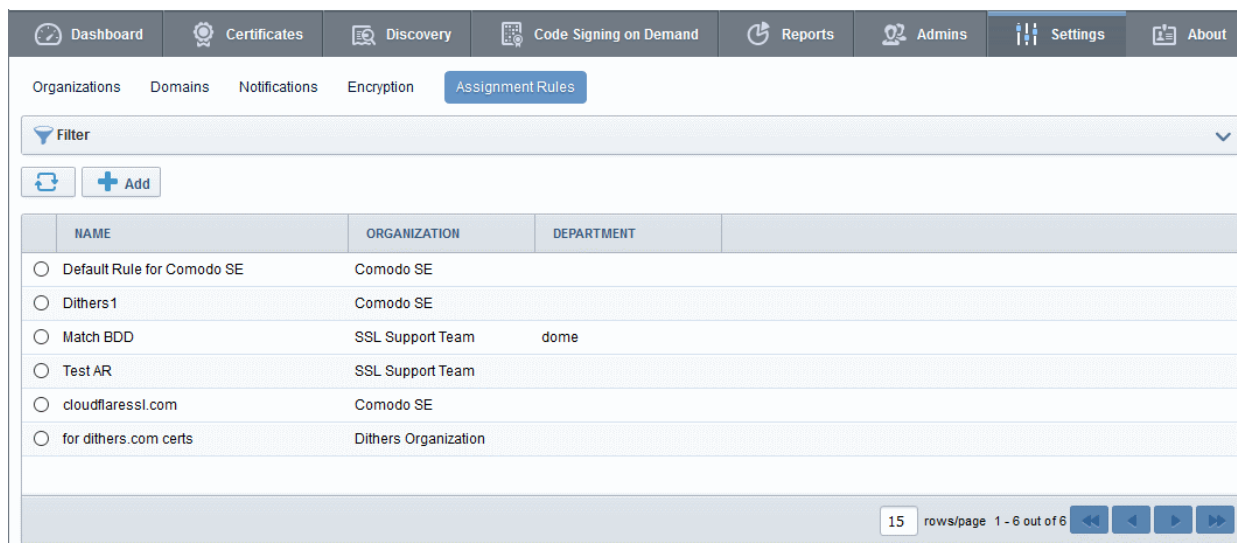 Dashboard Certificates Discovery Code Signing on Demand Reports Admins Settings About
Organizations Domains Notifications Encryption Assignment Rules
Filter
Add
NAME ORGANIZATION DEPARTMENT
Default Rule for Comodo SE Comodo SE
Dithers1 Comodo SE
Match BDD SSL Support Team dome
Test AR SSL Support Team
cloudflaressl.com Comodo SE
for dithers.com certs Dithers Organization
15 rows/page 1 - 6 out of 6